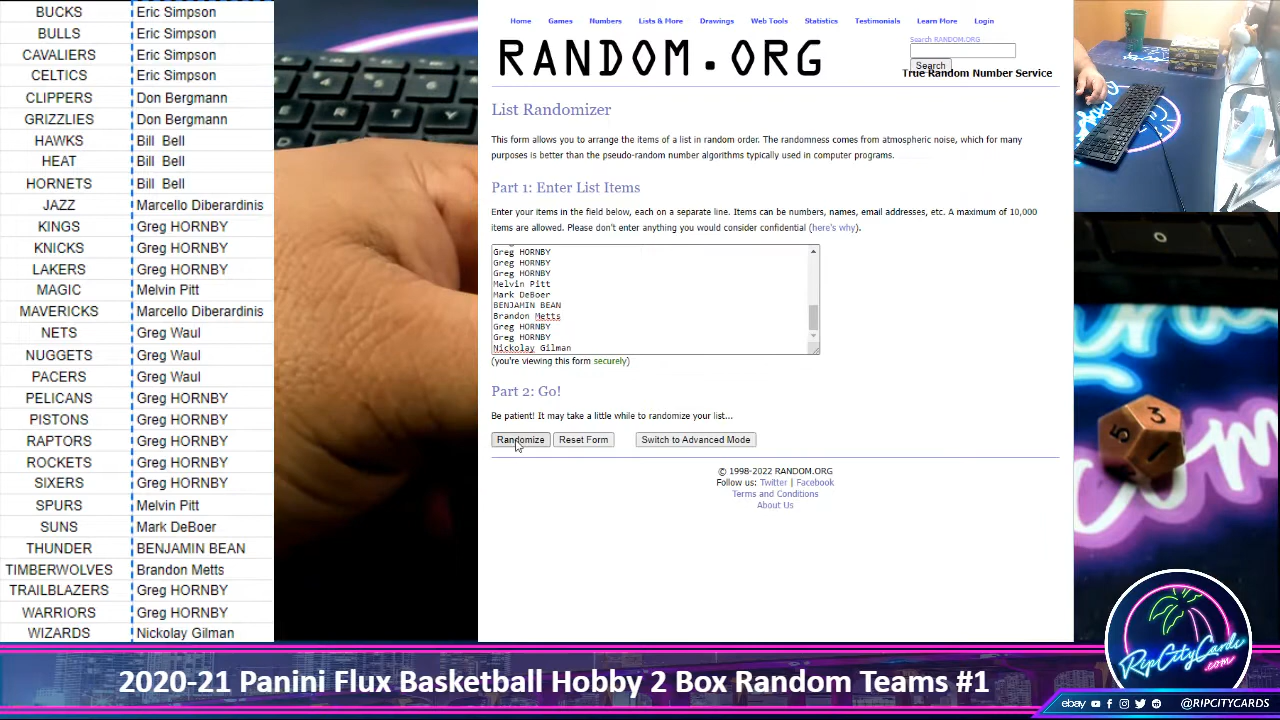 BUCKS Eric Simpson
BULLS Eric Simpson
CAVALIERS Eric Simpson
CELTICS Eric Simpson
CLIPPERS Don Bergmann
GRIZZLIES Don Bergmann
HAWKS Bill Bell
HEAT Bill Bell
HORNETS Bill Bell
JAZZ Marcello Diberardinis
KINGS Greg HORNBY
KNICKS Greg HORNBY
LAKERS Greg HORNBY
MAGIC Melvin Pitt
MAVERICKS Marcello Diberardinis
NETS Greg Waul
NUGGETS Greg Waul
PACERS Greg Waul
PELICANS Greg HORNBY
PISTONS Greg HORNBY
RAPTORS Greg HORNBY
ROCKETS Greg HORNBY
SIXERS Greg HORNBY
SPURS Melvin Pitt
SUNS Mark DeBoer
THUNDER BENJAMIN BEAN
TIMBERWOLVES Brandon Metts
TRAILBLAZERS Greg HORNBY
WARRIORS Greg HORNBY
WIZARDS Nickolay Gilman
Home Games Numbers Lists & More Drawings Web Tools Statistics Testimonials Learn More Login
RANDOM.ORG
Search RANDOM.ORG
Search
True Random Number Service
List Randomizer
This form allows you to arrange the items of a list in random order. The randomness comes from atmospheric noise, which for many
purposes is better than the pseudo-random number algorithms typically used in computer programs.
Part 1: Enter List Items
Enter your items in the field below, each on a separate line. Items can be numbers, names, email addresses, etc. A maximum of 10,000
items are allowed. Please don't enter anything you would consider confidential (here's why).
Greg HORNBY
Greg HORNBY
Greg HORNBY
Melvin Pitt
Mark DeBoer
BENJAMIN BEAN
Brandon Metts
Greg HORNBY
Greg HORNBY
Nickolay Gilman
(you're viewing this form securely)
Part 2: Go!
Be patient! It may take a little while to randomize your list...
Randomize Reset Form Switch to Advanced Mode
© 1998-2022 RANDOM.ORG
Follow us: Twitter | Facebook
Terms and Conditions
About Us
5 3
RIPCITYCARDS
.com
2020-21 Panini Flux Basketball Hobby 2 Box Random Teams #1
ebay @RIPCITYCARDS